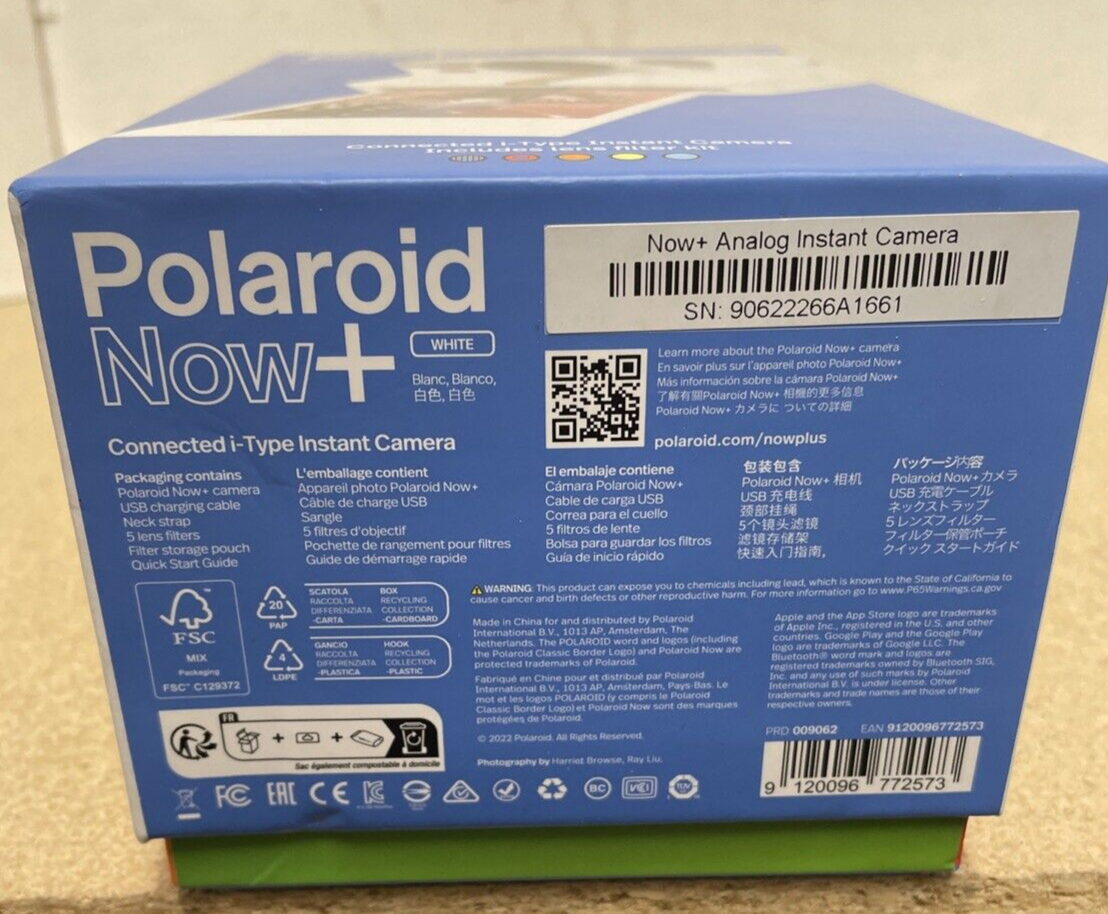 Connected i-Type Instant Camera
Includes lens filter kit
Polaroid
Now+
WHITE
Blanc, Blanco,
白色, 白色
Connected i-Type Instant Camera
Now+ Analog Instant Camera
SN: 90622266A1661
Learn more about the Polaroid Now+ camera
En savoir plus sur l'appareil photo Polaroid Now+
Más información sobre la cámara Polaroid Now+
了解有關Polaroid Now+ 相機的更多信息
Polaroid Now+ カメラに ついての詳細
polaroid.com/nowplus
Packaging contains
Polaroid Now+ camera
USB charging cable
Neck strap
5 lens filters
Filter storage pouch
Quick Start Guide
L'emballage contient
Appareil photo Polaroid Now+
Câble de charge USB
Sangle
5 filtres d'objectif
Pochette de rangement pour filtres
Guide de démarrage rapide
El embalaje contiene
Cámara Polaroid Now+
Cable de carga USB
Correa para el cuello
5 filtros de lente
Bolsa para guardar los filtros
Guía de inicio rápido
包装包含
Polaroid Now+ 相机
USB 充电线
颈部挂绳
5个镜头滤镜
滤镜存储架
快速入门指南,
パッケージ内容
Polaroid Now+カメラ
USB 充電ケーブル
ネックストラップ
5 レンズフィルター
フィルター保管ポーチ
クイック スタートガイド
FSC
MIX
Packaging
FSC™ C129372
20
PAP
SCATOLA
RACCOLTA
DIFFERENZIATA
-CARTA
BOX
RECYCLING
COLLECTION
-CARDBOARD
4
LDPE
GANCIO
RACCOLTA
DIFFERENZIATA
-PLASTICA
HOOK
RECYCLING
COLLECTION
-PLASTIC
WARNING: This product can expose you to chemicals including lead, which is known to the State of California to
cause cancer and birth defects or other reproductive harm. For more information go to www.P65Warnings.ca.gov
Made in China for and distributed by Polaroid
International B.V., 1013 AP, Amsterdam, The
Netherlands. The POLAROID word and logos (including
the Polaroid Classic Border Logo) and Polaroid Now are
protected trademarks of Polaroid.
Fabriqué en Chine pour et distribué par Polaroid
International B.V., 1013 AP, Amsterdam, Pays-Bas. Le
mot et les logos POLAROID (y compris le Polaroid
Classic Border Logo) et Polaroid Now sont des marques
protégées de Polaroid.
© 2022 Polaroid. All Rights Reserved.
Photography by Harriet Browse, Ray Liu.
Apple and the App Store logo are trademarks
of Apple Inc., registered in the U.S. and other
countries. Google Play and the Google Play
logo are trademarks of Google LLC. The
Bluetooth® word mark and logos are
registered trademarks owned by Bluetooth SIG,
Inc. and any use of such marks by Polaroid
International B.V. is under license. Other
trademarks and trade names are those of their
respective owners.
FR
Sac également compostable à domicile
PRD 009062 EAN 9120096772573
9 120096 772573
FC EAC CE
BC
VCCI
TUV